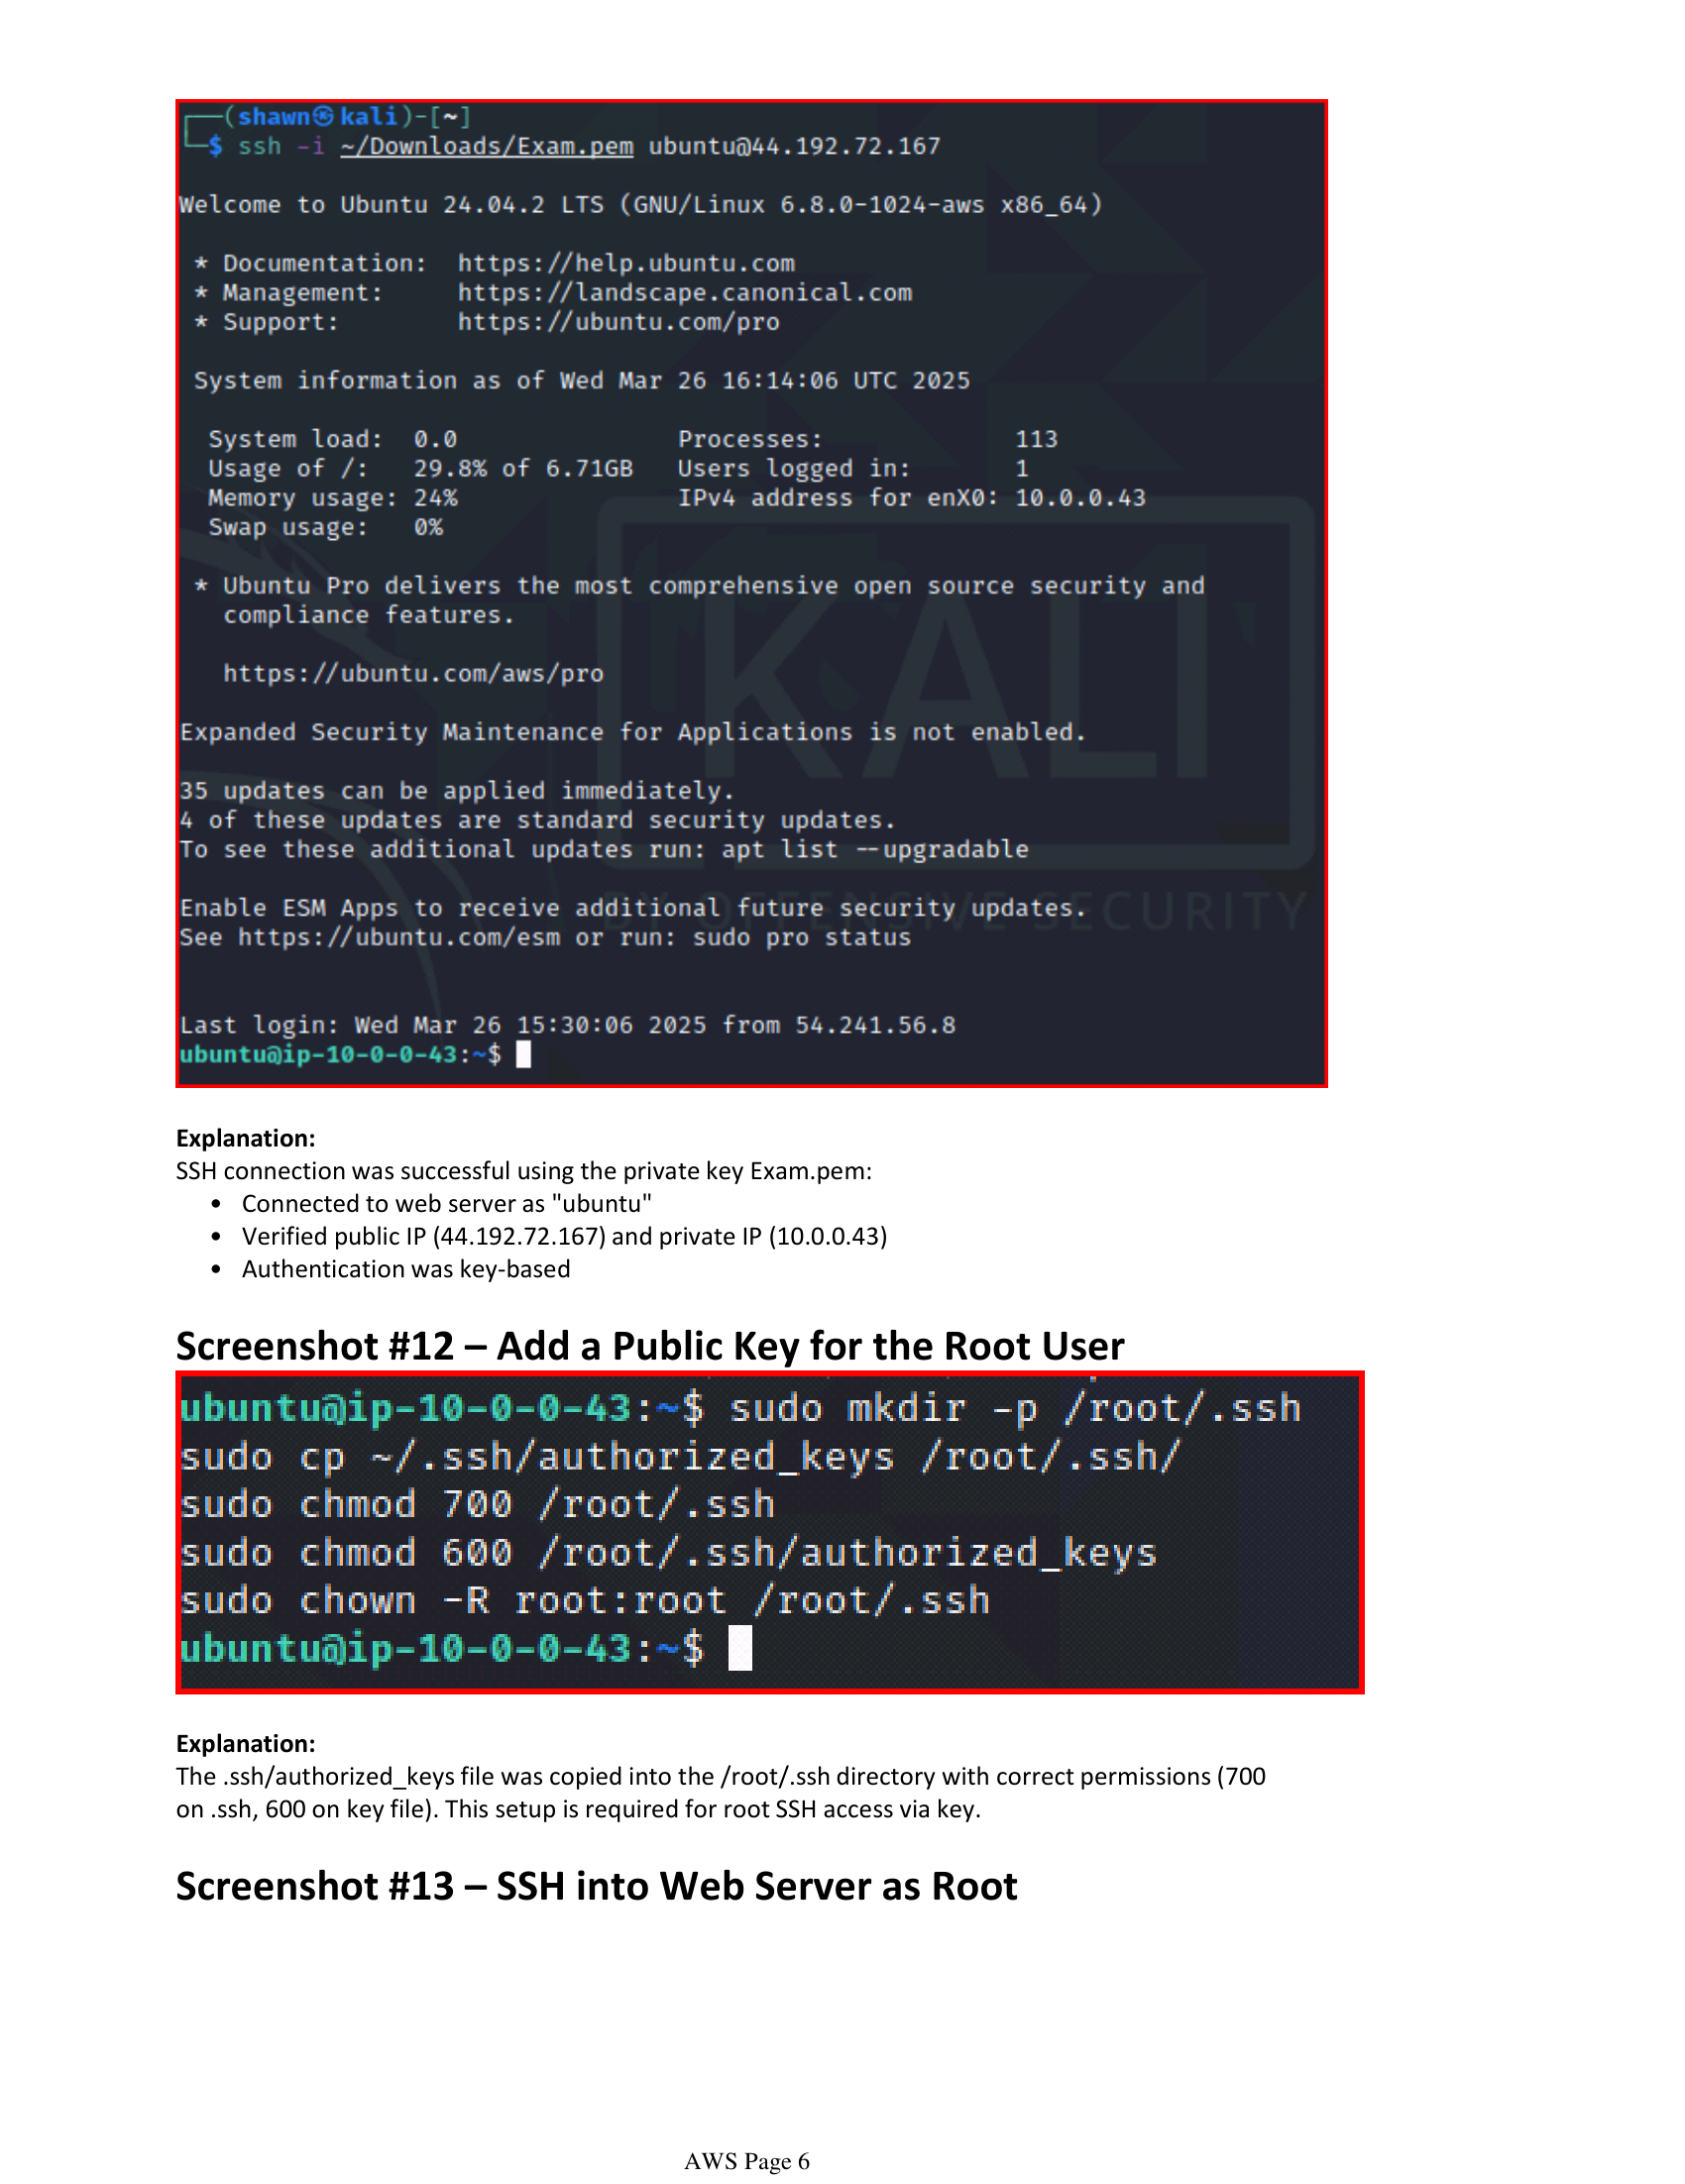 ┌──(shawn㉿kali)-[~]
└─$ ssh -i ~/Downloads/Exam.pem ubuntu@44.192.72.167
Welcome to Ubuntu 24.04.2 LTS (GNU/Linux 6.8.0-1024-aws x86_64)
* Documentation:  https://help.ubuntu.com
* Management:     https://landscape.canonical.com
* Support:        https://ubuntu.com/pro
System information as of Wed Mar 26 16:14:06 UTC 2025
System load:  0.0               Processes:             113
Usage of /:   29.8% of 6.71GB   Users logged in:       1
Memory usage: 24%               IPv4 address for enX0: 10.0.0.43
Swap usage:   0%
* Ubuntu Pro delivers the most comprehensive open source security and
compliance features.
https://ubuntu.com/aws/pro
Expanded Security Maintenance for Applications is not enabled.
35 updates can be applied immediately.
4 of these updates are standard security updates.
To see these additional updates run: apt list --upgradable
Enable ESM Apps to receive additional future security updates.
See https://ubuntu.com/esm or run: sudo pro status
Last login: Wed Mar 26 15:30:06 2025 from 54.241.56.8
ubuntu@ip-10-0-0-43:~$
KALI
BY OFFENSIVE SECURITY
Explanation:
SSH connection was successful using the private key Exam.pem:
• Connected to web server as "ubuntu"
• Verified public IP (44.192.72.167) and private IP (10.0.0.43)
• Authentication was key-based
Screenshot #12 – Add a Public Key for the Root User
ubuntu@ip-10-0-0-43:~$ sudo mkdir -p /root/.ssh
sudo cp ~/.ssh/authorized_keys /root/.ssh/
sudo chmod 700 /root/.ssh
sudo chmod 600 /root/.ssh/authorized_keys
sudo chown -R root:root /root/.ssh
ubuntu@ip-10-0-0-43:~$
Explanation:
The .ssh/authorized_keys file was copied into the /root/.ssh directory with correct permissions (700
on .ssh, 600 on key file). This setup is required for root SSH access via key.
Screenshot #13 – SSH into Web Server as Root
AWS Page 6